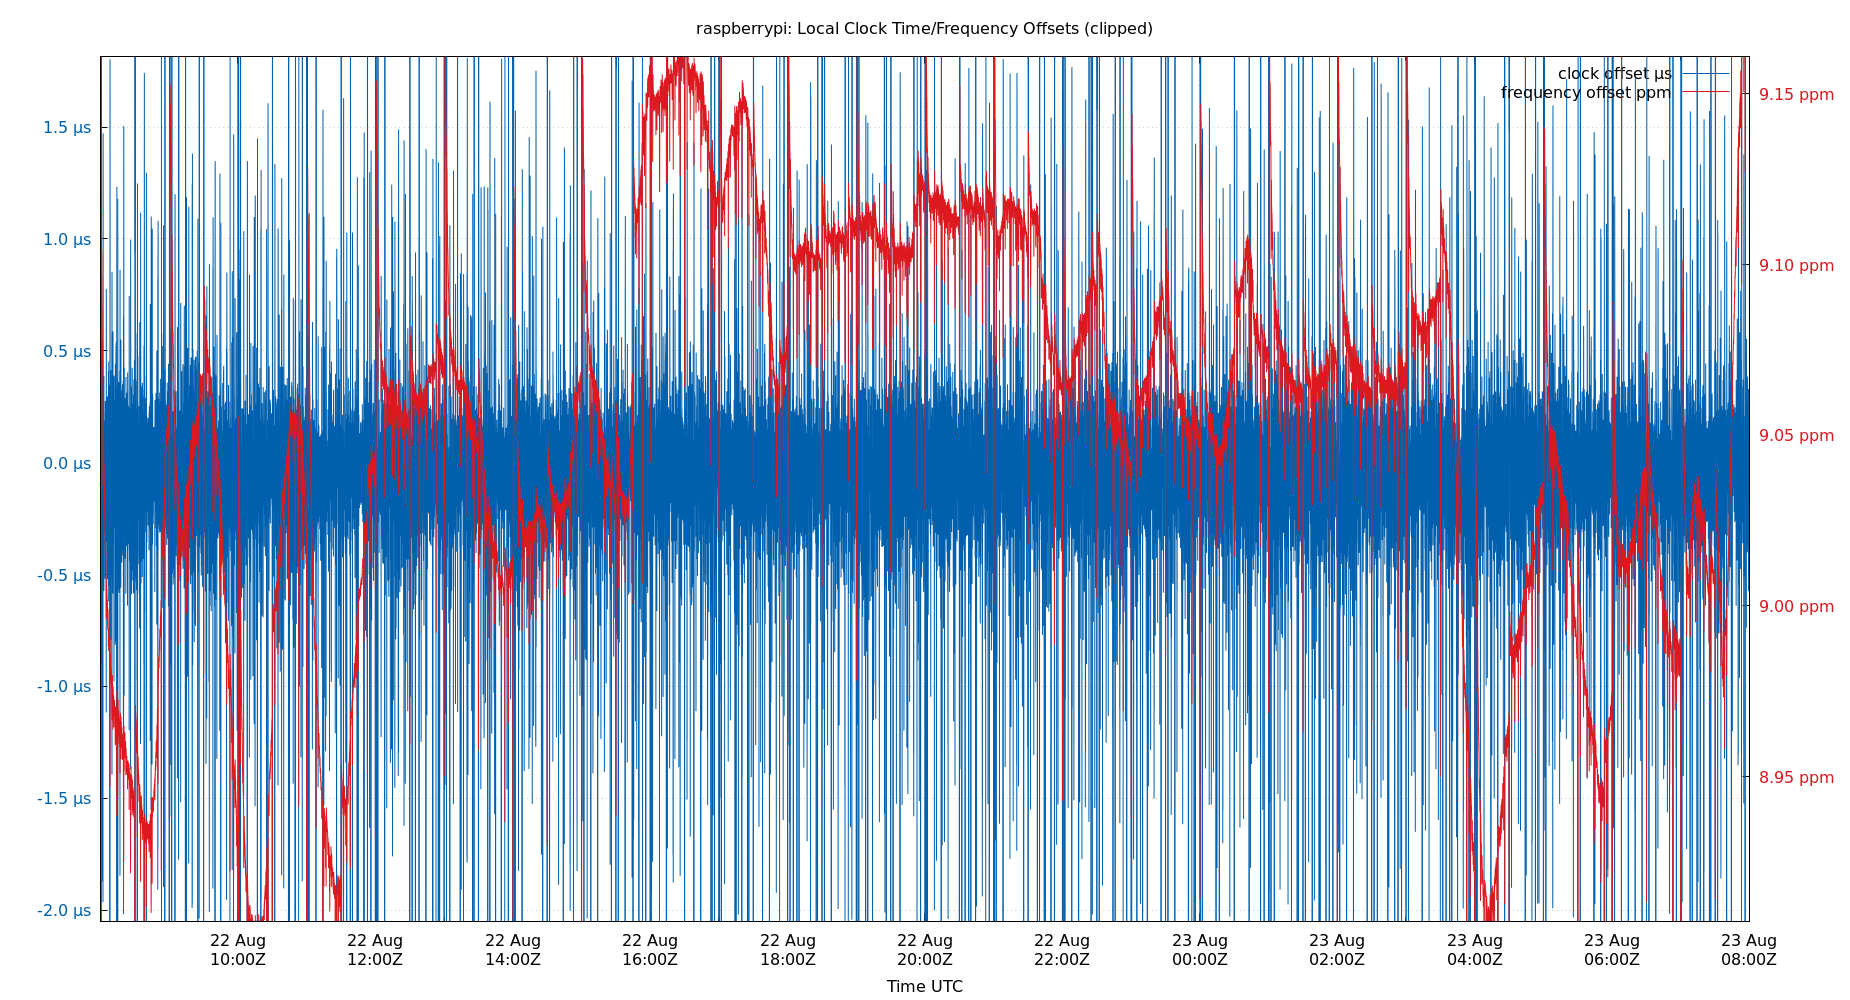 raspberrypi: Local Clock Time/Frequency Offsets (clipped)
clock offset µs
frequency offset ppm
1.5 µs
1.0 µs
0.5 µs
0.0 µs
-0.5 µs
-1.0 µs
-1.5 µs
-2.0 µs
9.15 ppm
9.10 ppm
9.05 ppm
9.00 ppm
8.95 ppm
22 Aug
10:00Z
22 Aug
12:00Z
22 Aug
14:00Z
22 Aug
16:00Z
22 Aug
18:00Z
22 Aug
20:00Z
22 Aug
22:00Z
23 Aug
00:00Z
23 Aug
02:00Z
23 Aug
04:00Z
23 Aug
06:00Z
23 Aug
08:00Z
Time UTC